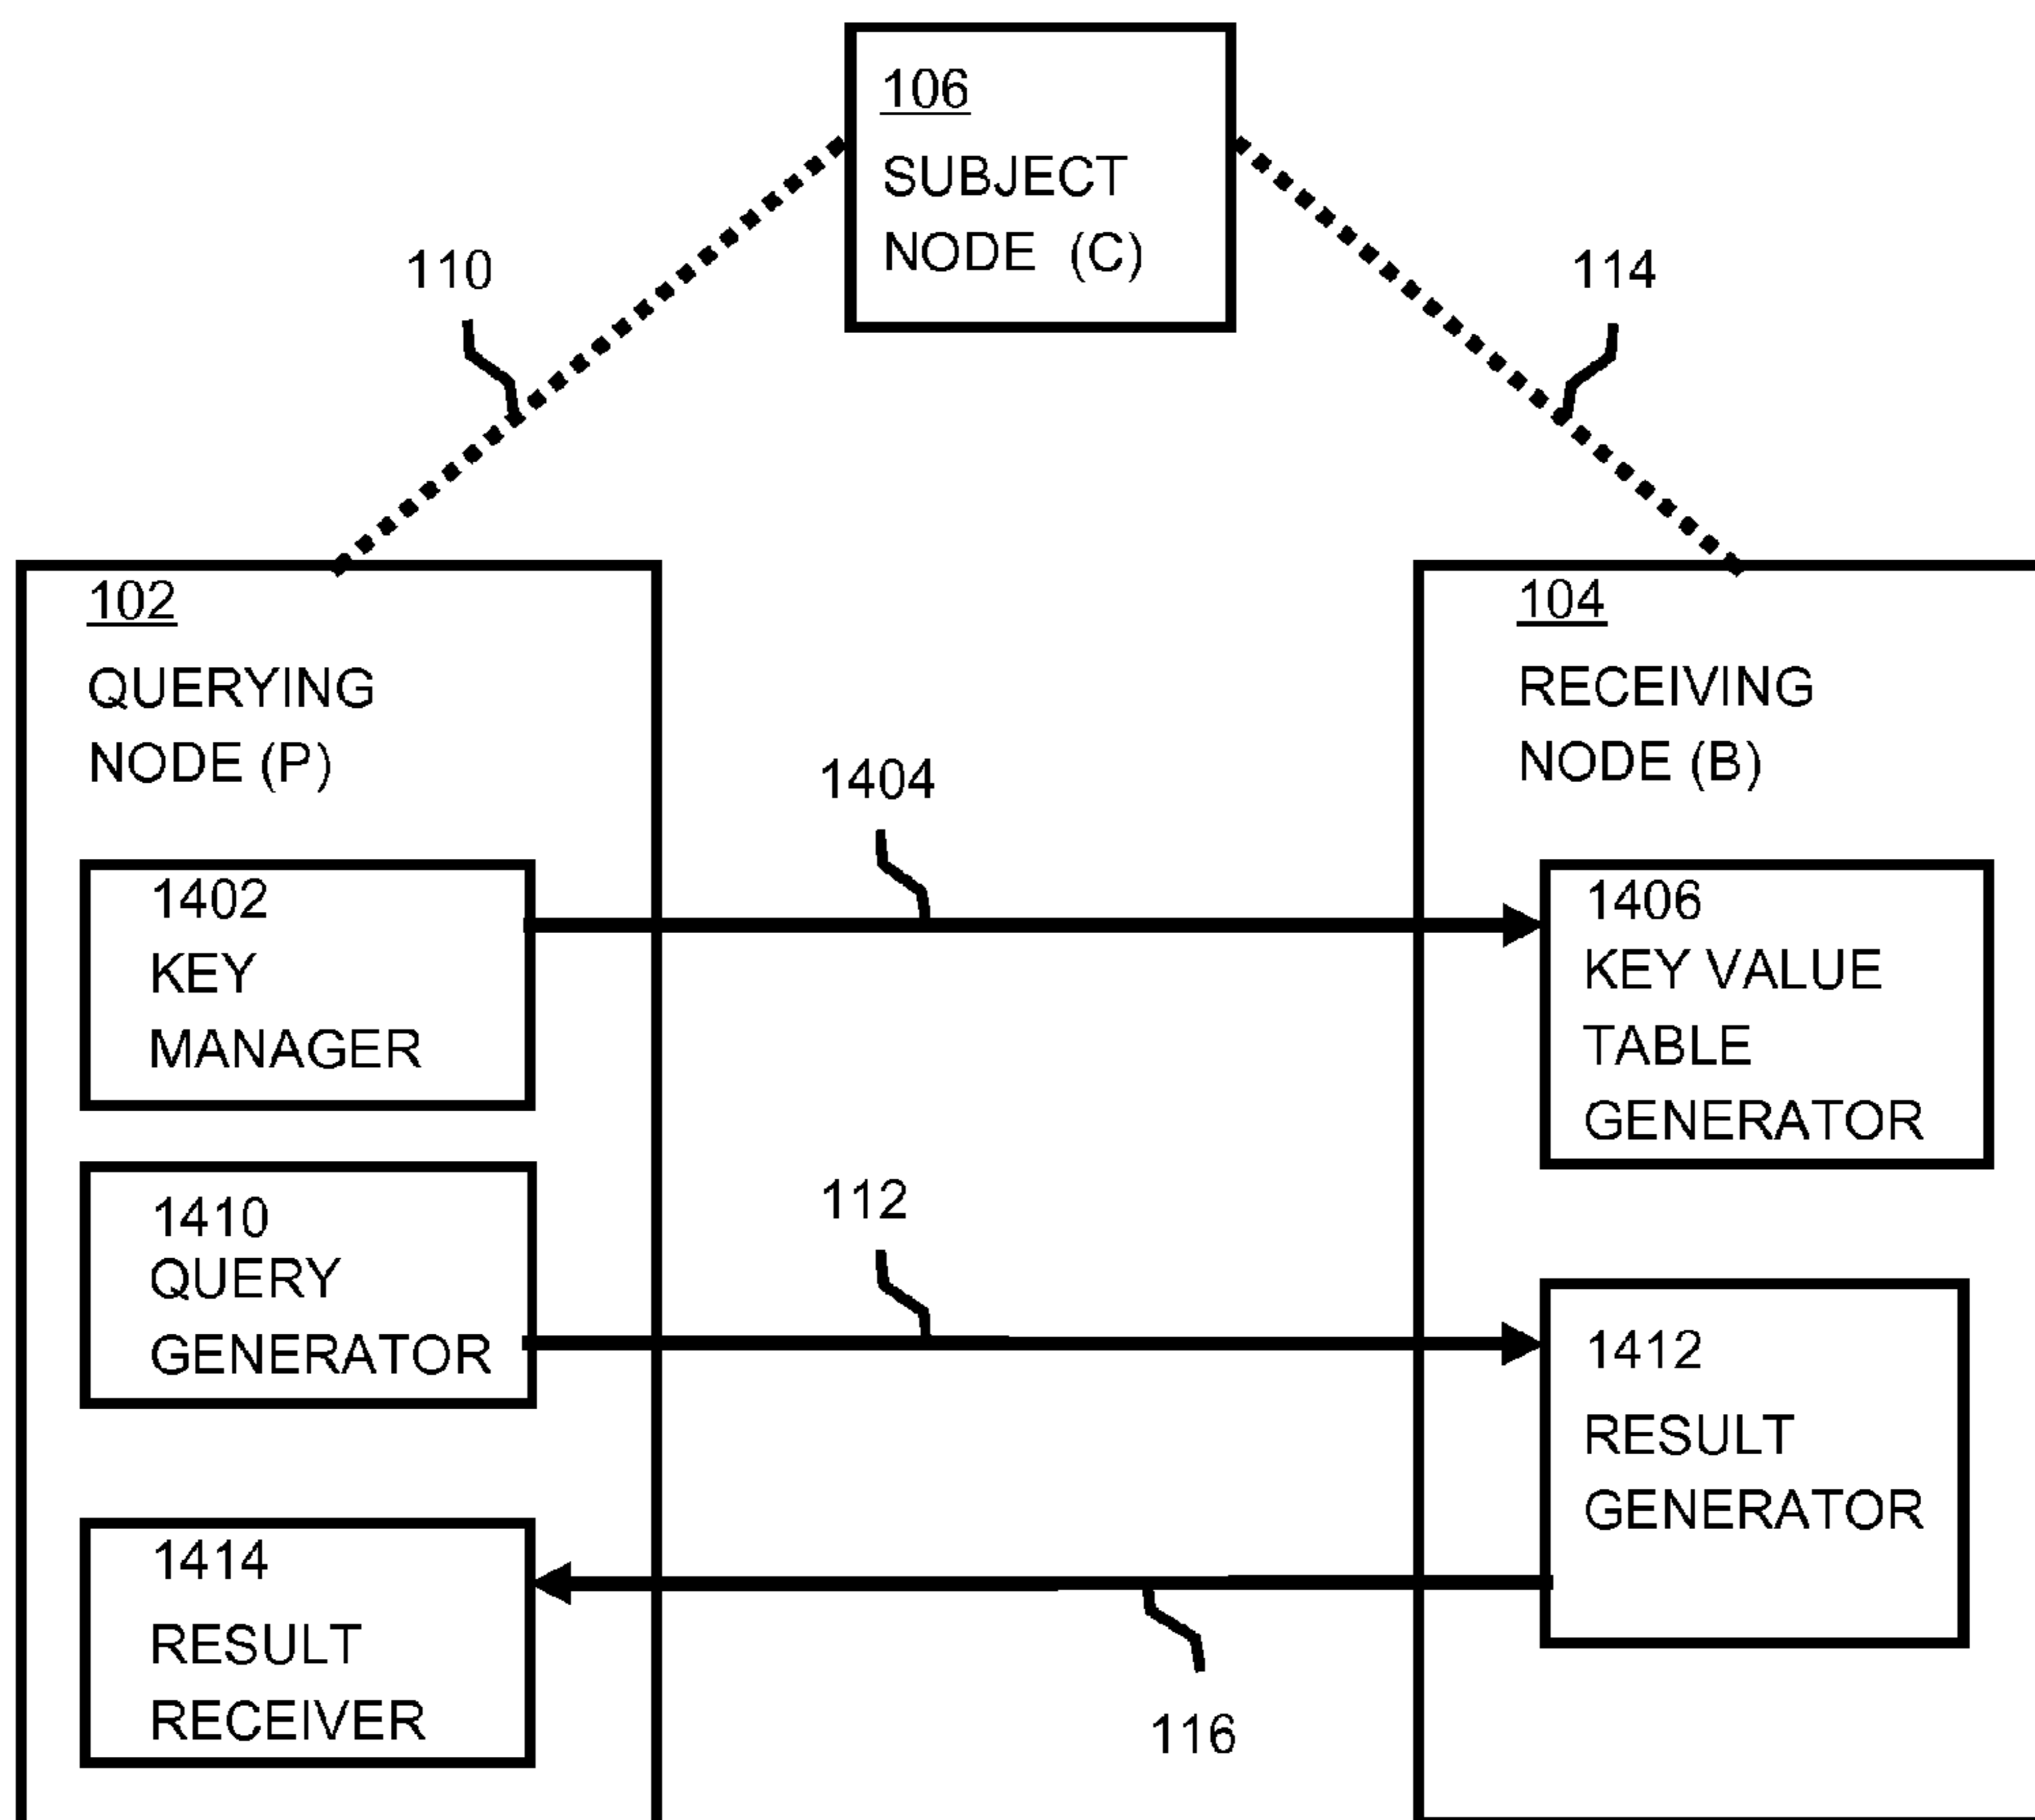 106
SUBJECT
NODE (C)
110
114
102
QUERYING
NODE (P)
104
RECEIVING
NODE (B)
1404
1402
KEY
MANAGER
1406
KEY VALUE
TABLE
GENERATOR
112
1410
QUERY
GENERATOR
1412
RESULT
GENERATOR
1414
RESULT
RECEIVER
116